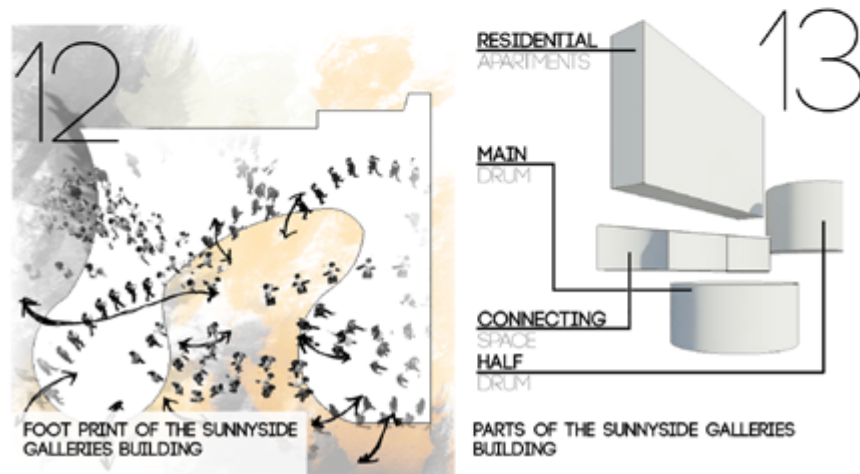 12
FOOT PRINT OF THE SUNNYSIDE
GALLERIES BUILDING
13
RESIDENTIAL
APARTMENTS
MAIN
DRUM
CONNECTING
SPACE
HALF
DRUM
PARTS OF THE SUNNYSIDE GALLERIES
BUILDING